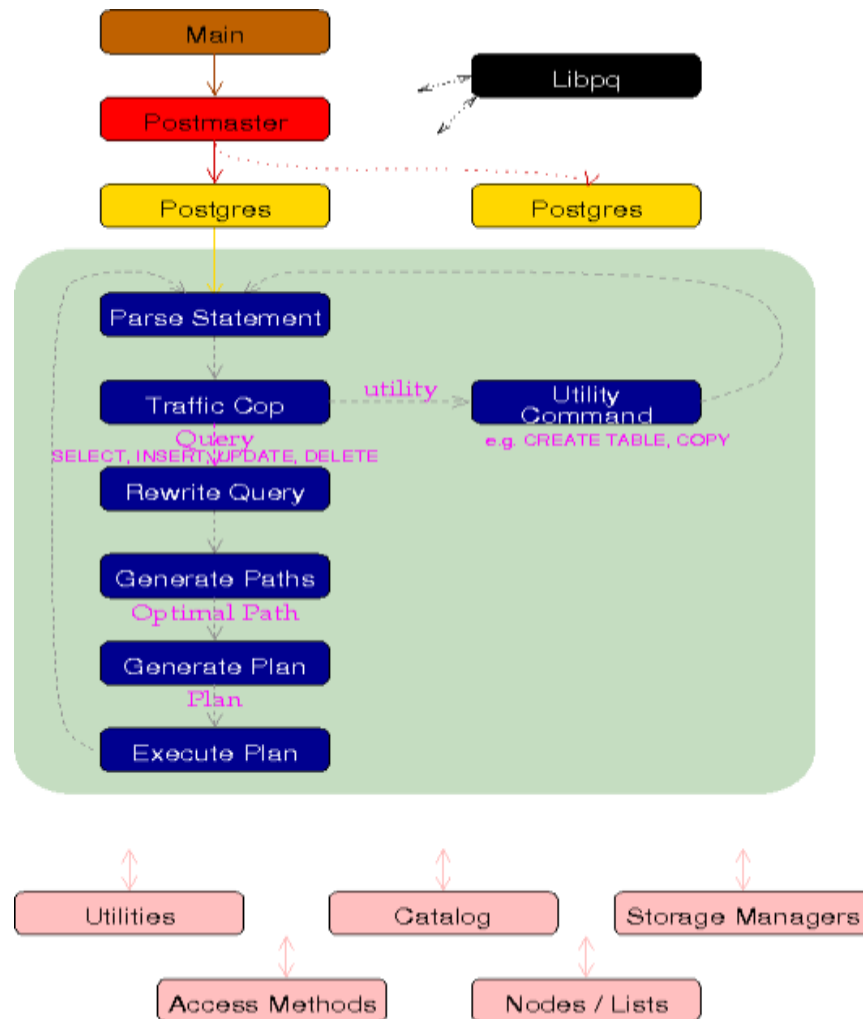 Main
Libpq
Postmaster
Postgres
Postgres
Parse Statement
Traffic Cop
utility
Utility
Command
Query
SELECT, INSERT, UPDATE, DELETE
e.g. CREATE TABLE, COPY
Rewrite Query
Generate Paths
Optimal Path
Generate Plan
Plan
Execute Plan
Utilities
Catalog
Storage Managers
Access Methods
Nodes / Lists